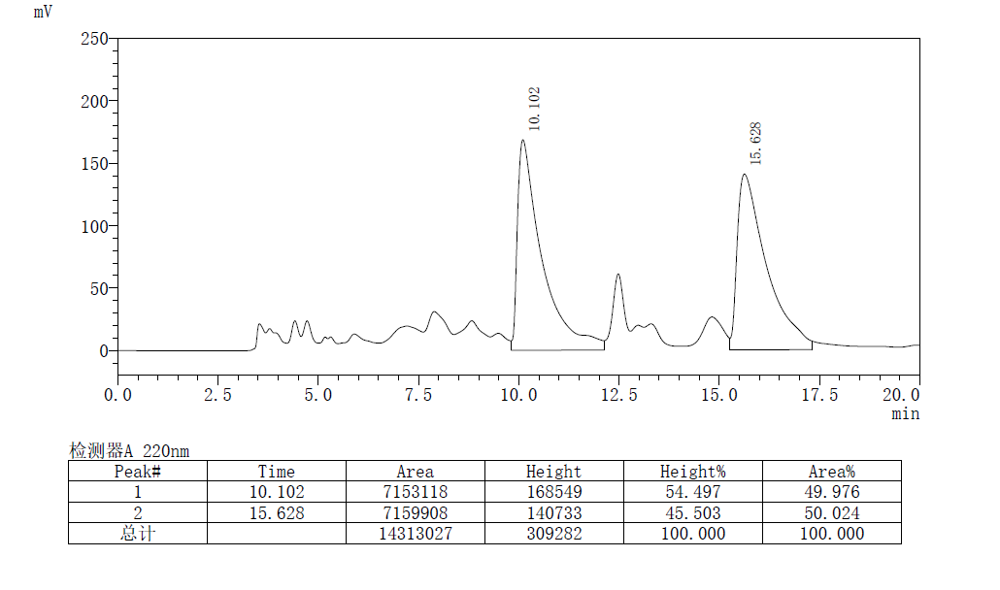 mV
250
200
150
100
50
0
10.102
15.628
0.0 2.5 5.0 7.5 10.0 12.5 15.0 17.5 20.0
min
检测器A 220nm
Peak# Time Area Height Height% Area%
1 10.102 7153118 168549 54.497 49.976
2 15.628 7159908 140733 45.503 50.024
总计 14313027 309282 100.000 100.000